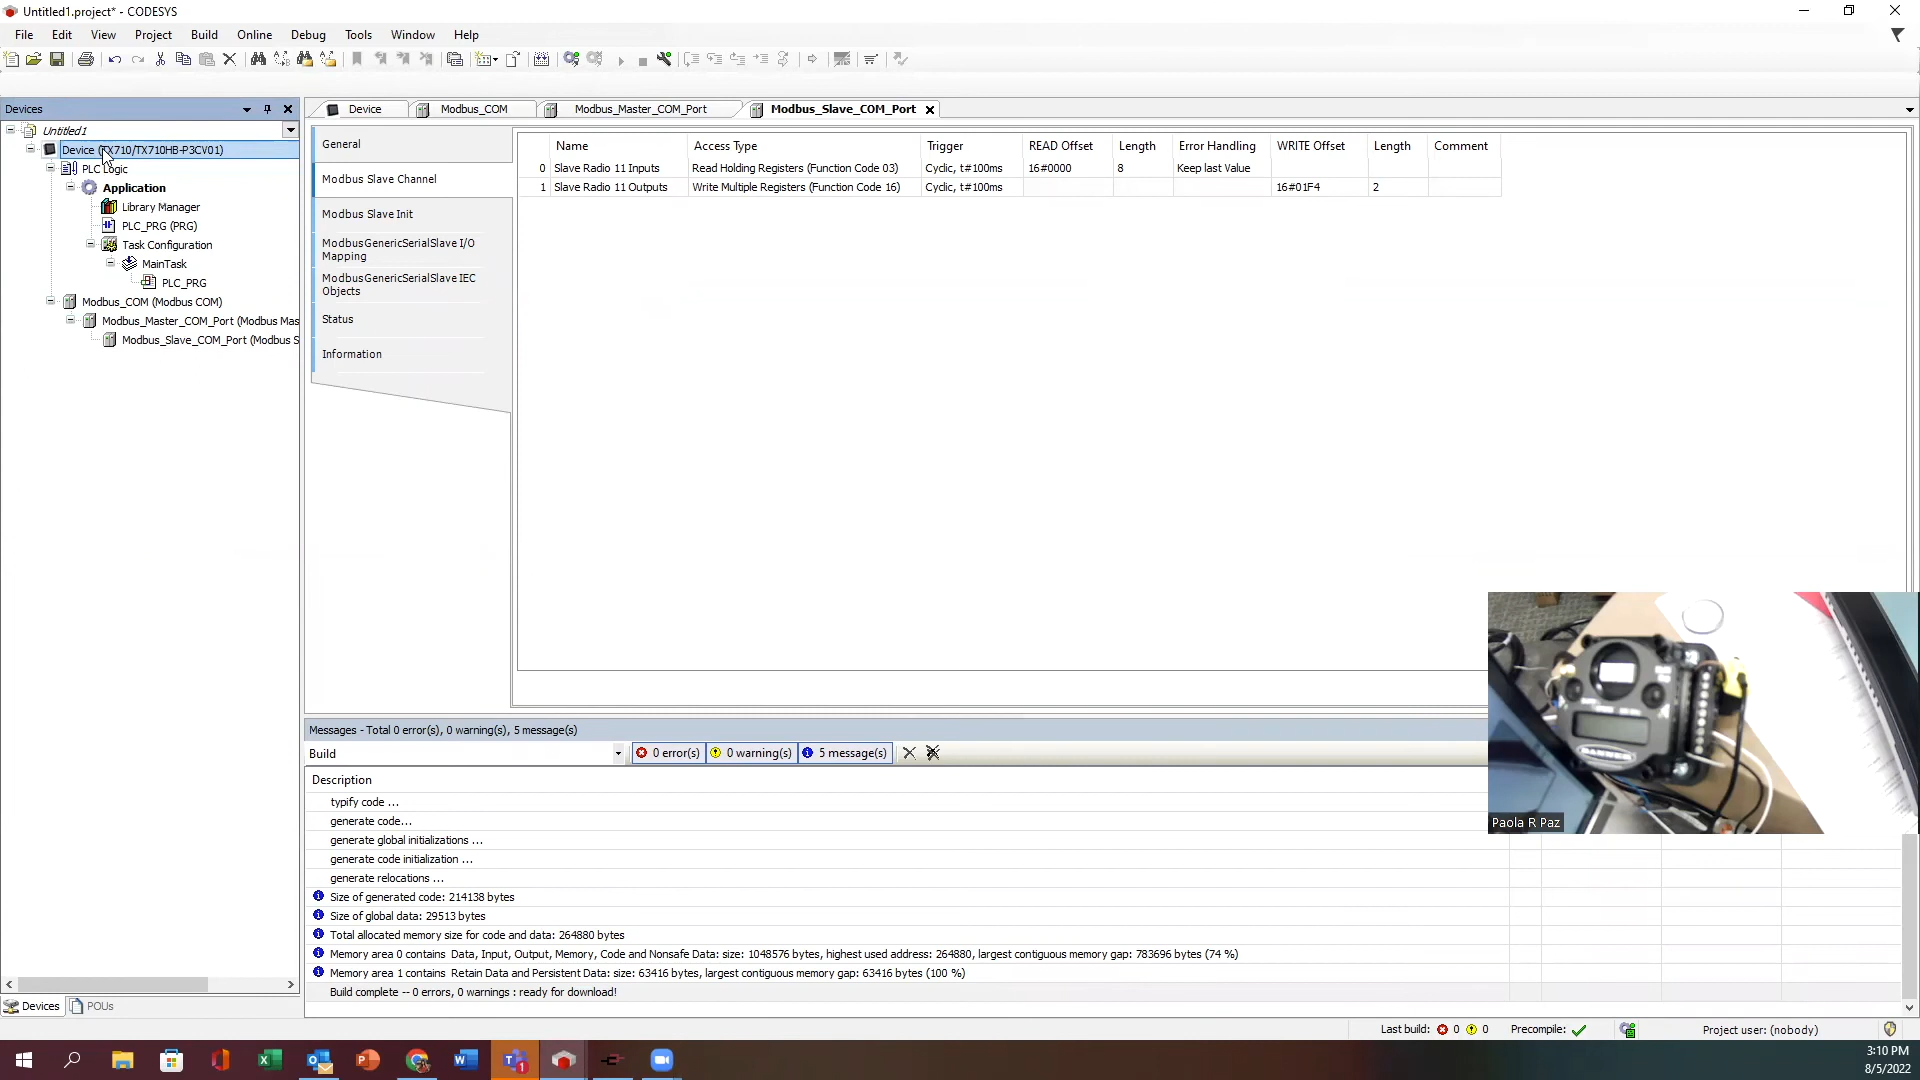 Untitled1.project* - CODESYS
File Edit View Project Build Online Debug Tools Window Help
Devices
Untitled1
Device (TX710/TX710HB-P3CV01)
PLC Logic
Application
Library Manager
PLC_PRG (PRG)
Task Configuration
MainTask
PLC_PRG
Modbus_COM (Modbus COM)
Modbus_Master_COM_Port (Modbus Mas
Modbus_Slave_COM_Port (Modbus S
Devices POUs
Device Modbus_COM Modbus_Master_COM_Port Modbus_Slave_COM_Port
General
Modbus Slave Channel
Modbus Slave Init
ModbusGenericSerialSlave I/O
Mapping
ModbusGenericSerialSlave IEC
Objects
Status
Information
Name Access Type Trigger READ Offset Length Error Handling WRITE Offset Length Comment
0 Slave Radio 11 Inputs Read Holding Registers (Function Code 03) Cyclic, t#100ms 16#0000 8 Keep last Value
1 Slave Radio 11 Outputs Write Multiple Registers (Function Code 16) Cyclic, t#100ms 16#01F4 2
Messages - Total 0 error(s), 0 warning(s), 5 message(s)
Build 0 error(s) 0 warning(s) 5 message(s)
Description
typify code ...
generate code...
generate global initializations ...
generate code initialization ...
generate relocations ...
Size of generated code: 214138 bytes
Size of global data: 29513 bytes
Total allocated memory size for code and data: 264880 bytes
Memory area 0 contains Data, Input, Output, Memory, Code and Nonsafe Data: size: 1048576 bytes, highest used address: 264880, largest contiguous memory gap: 783696 bytes (74 %)
Memory area 1 contains Retain Data and Persistent Data: size: 63416 bytes, largest contiguous memory gap: 63416 bytes (100 %)
Build complete -- 0 errors, 0 warnings : ready for download!
BANNER
Paola R Paz
Last build: 0 0 Precompile: Project user: (nobody)
3:10 PM
8/5/2022